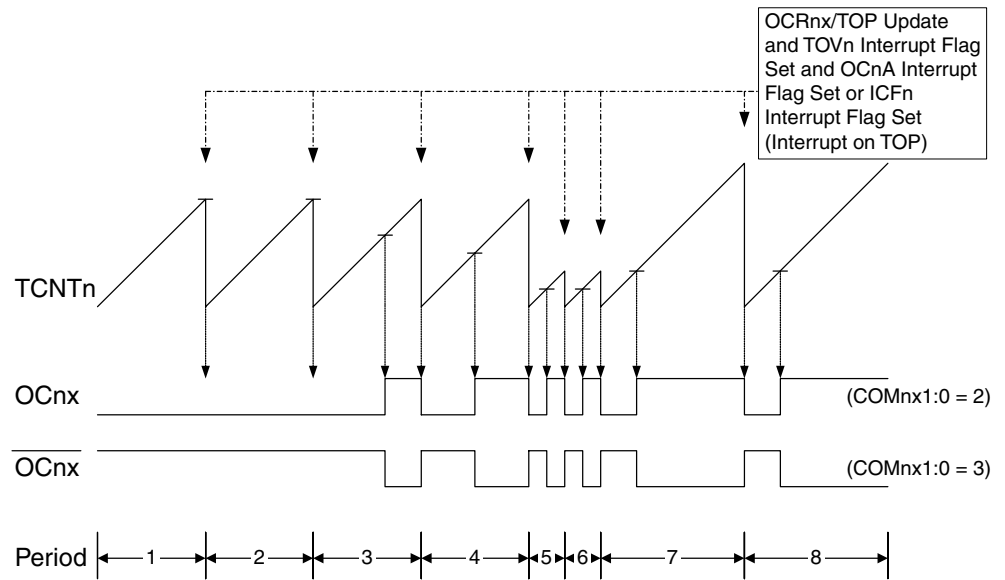 OCRnx/TOP Update
and TOVn Interrupt Flag
Set and OCnA Interrupt
Flag Set or ICFn
Interrupt Flag Set
(Interrupt on TOP)
TCNTn
OCnx
(COMnx1:0 = 2)
OCnx
(COMnx1:0 = 3)
Period 1 2 3 4 5 6 7 8